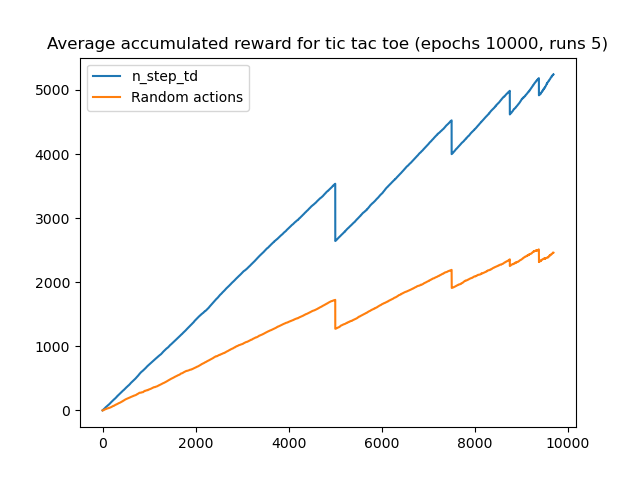 Average accumulated reward for tic tac toe (epochs 10000, runs 5)
n_step_td
Random actions
5000
4000
3000
2000
1000
0
0 2000 4000 6000 8000 10000